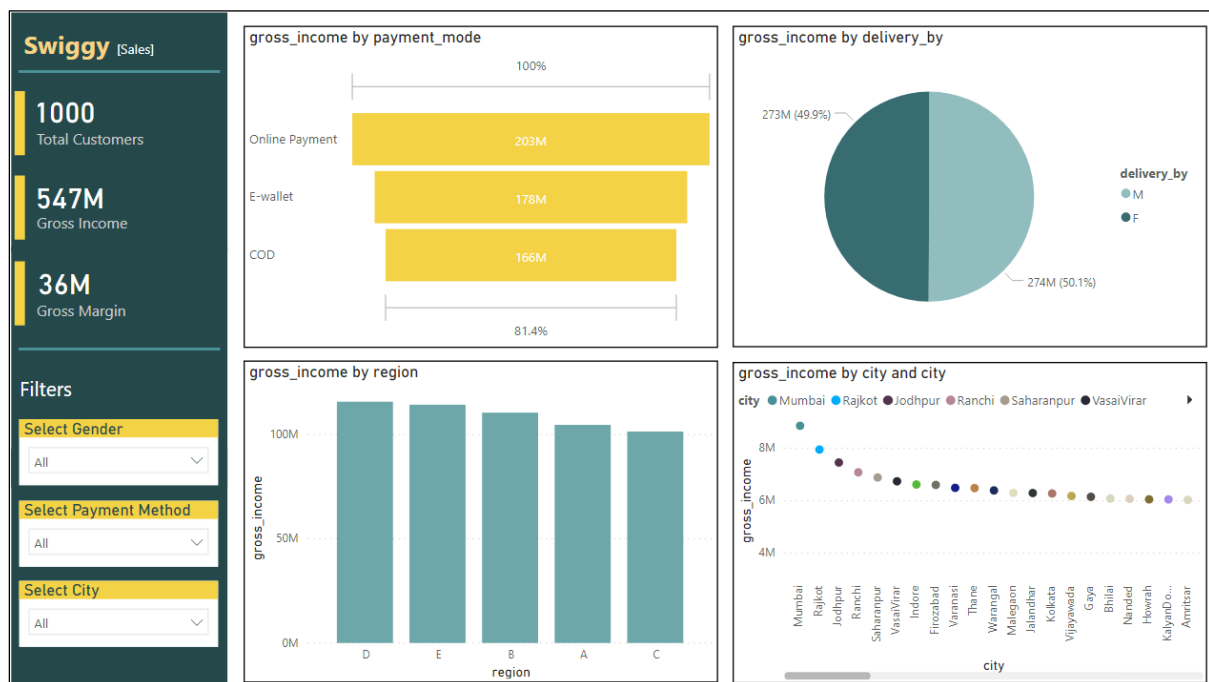 Swiggy [Sales]
1000
Total Customers
547M
Gross Income
36M
Gross Margin
Filters
Select Gender
All
Select Payment Method
All
Select City
All
gross_income by payment_mode
100%
Online Payment
203M
E-wallet
178M
COD
166M
81.4%
gross_income by delivery_by
273M (49.9%)
274M (50.1%)
delivery_by
M
F
gross_income by region
gross_income
100M
50M
0M
D E B A C
region
gross_income by city and city
city Mumbai Rajkot Jodhpur Ranchi Saharanpur VasaiVirar
gross_income
8M
6M
4M
Mumbai
Rajkot
Jodhpur
Ranchi
Saharanpur
VasaiVirar
Indore
Firozabad
Varanasi
Thane
Warangal
Malegaon
Jalandhar
Kolkata
Vijayawada
Gaya
Bhilai
Nanded
Howrah
KalyanDo...
Amritsar
city